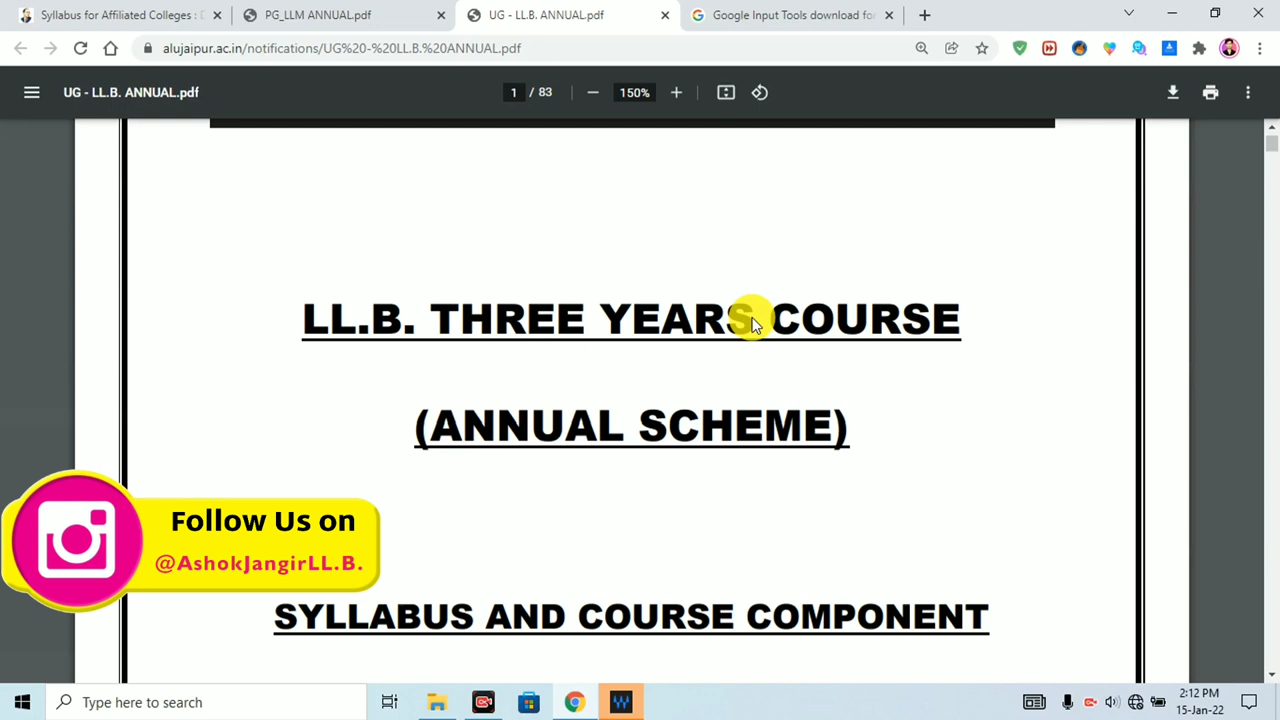 Syllabus for Affiliated Colleges :
PG_LLM ANNUAL.pdf
UG - LL.B. ANNUAL.pdf
Google Input Tools download for
alujaipur.ac.in/notifications/UG%20-%20LL.B.%20ANNUAL.pdf
UG - LL.B. ANNUAL.pdf
1 / 83
150%
LL.B. THREE YEARS COURSE
(ANNUAL SCHEME)
Follow Us on
@AshokJangirLL.B.
SYLLABUS AND COURSE COMPONENT
Type here to search
2:12 PM
15-Jan-22